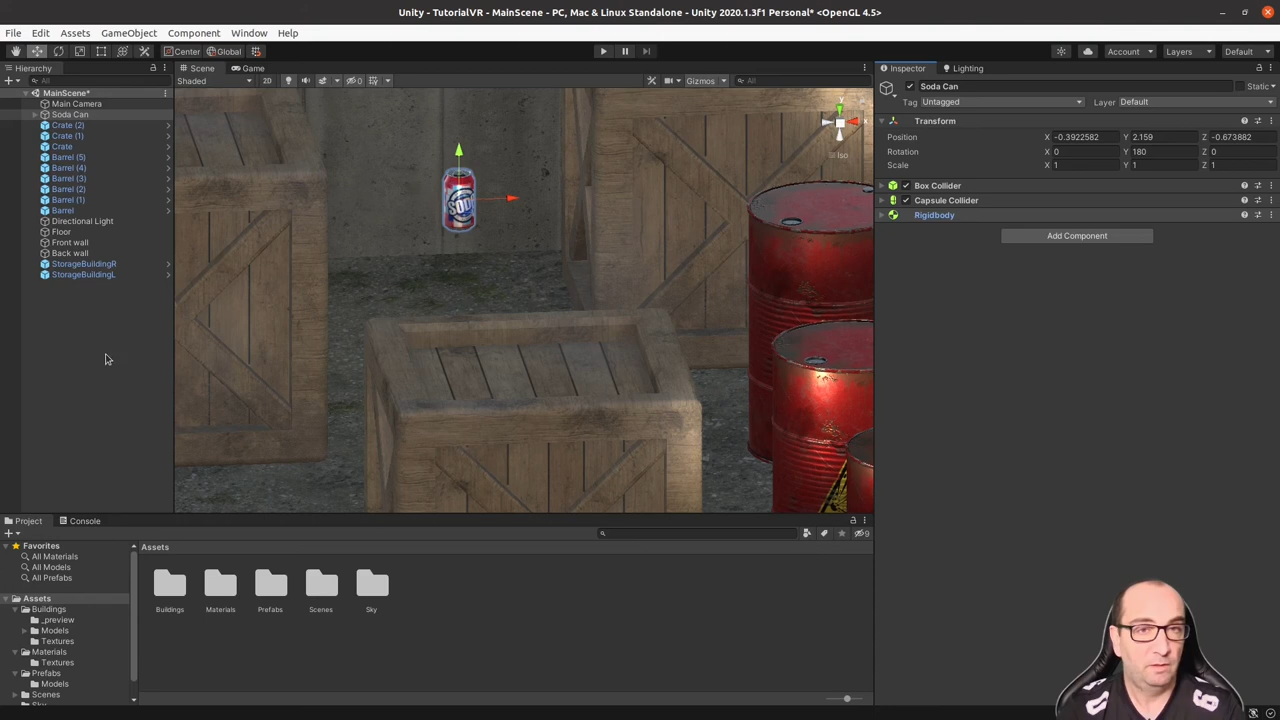 Unity - TutorialVR - MainScene - PC, Mac & Linux Standalone - Unity 2020.1.3f1 Personal* <OpenGL 4.5>
File Edit Assets GameObject Component Window Help
Center Global Account Layers Default
Hierarchy Scene Game Inspector Lighting
All Shaded 2D 0 Gizmos All
MainScene*
Main Camera
Soda Can
Crate (2)
Crate (1)
Crate
Barrel (5)
Barrel (4)
Barrel (3)
Barrel (2)
Barrel (1)
Barrel
Directional Light
Floor
Front wall
Back wall
StorageBuildingR
StorageBuildingL
y
x
Iso
SODA
Soda Can Static
Tag Untagged Layer Default
Transform
Position X -0.3922582 Y 2.159 Z -0.673882
Rotation X 0 Y 180 Z 0
Scale X 1 Y 1 Z 1
Box Collider
Capsule Collider
Rigidbody
Add Component
Project Console
9
Favorites
All Materials
All Models
All Prefabs
Assets
Buildings
_preview
Models
Textures
Materials
Textures
Prefabs
Models
Scenes
Sky
Assets
Buildings Materials Prefabs Scenes Sky